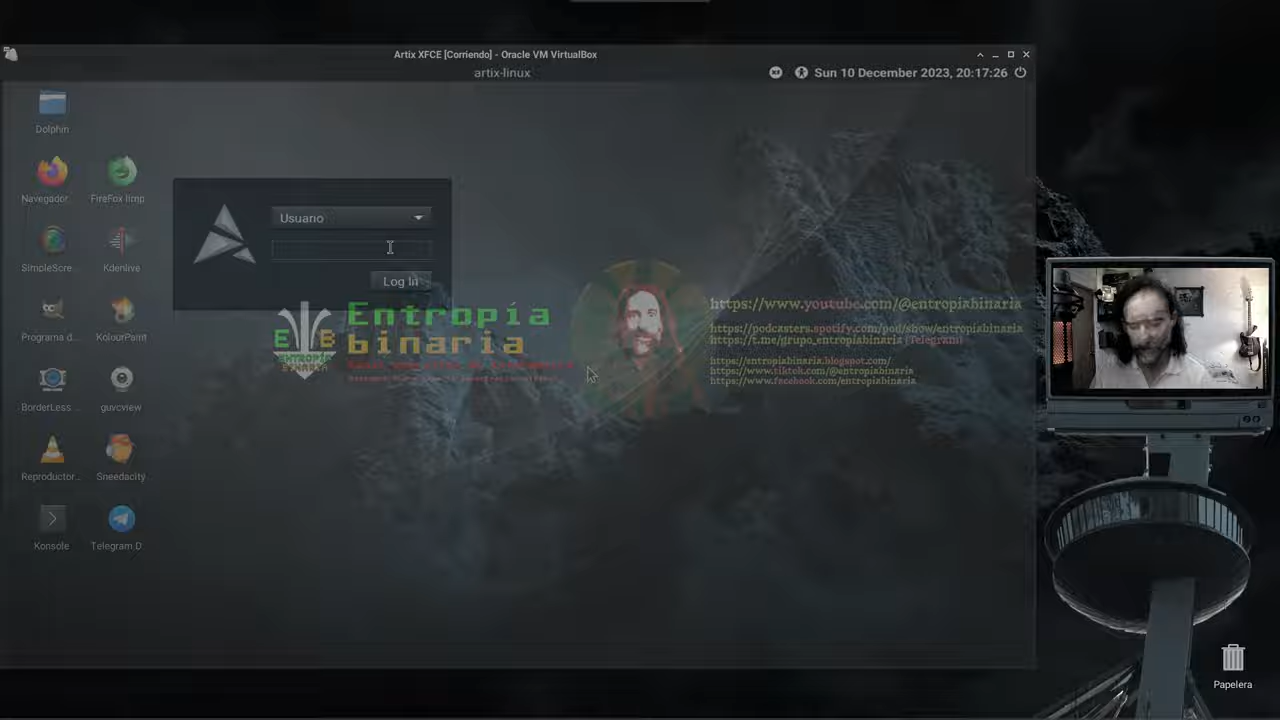 Artix XFCE [Corriendo] - Oracle VM VirtualBox
artix-linux
Sun 10 December 2023, 20:17:26
Dolphin
Navegador
FireFox limp
SimpleScre...
Kdenlive
Programa d...
KolourPaint
BorderLess ...
guvcview
Reproductor...
Sneedacity
Konsole
Telegram D
Usuario
Log In
E B
ENTROPÍA
BINARIA
Entropía
binaria
https://www.youtube.com/@entropiabinaria
https://podcasters.spotify.com/pod/show/entropiabinaria
https://t.me/grupo_entropiabinaria (Telegram)
https://entropiabinaria.blogspot.com/
https://www.tiktok.com/@entropiabinaria
https://www.facebook.com/entropiabinaria
Papelera